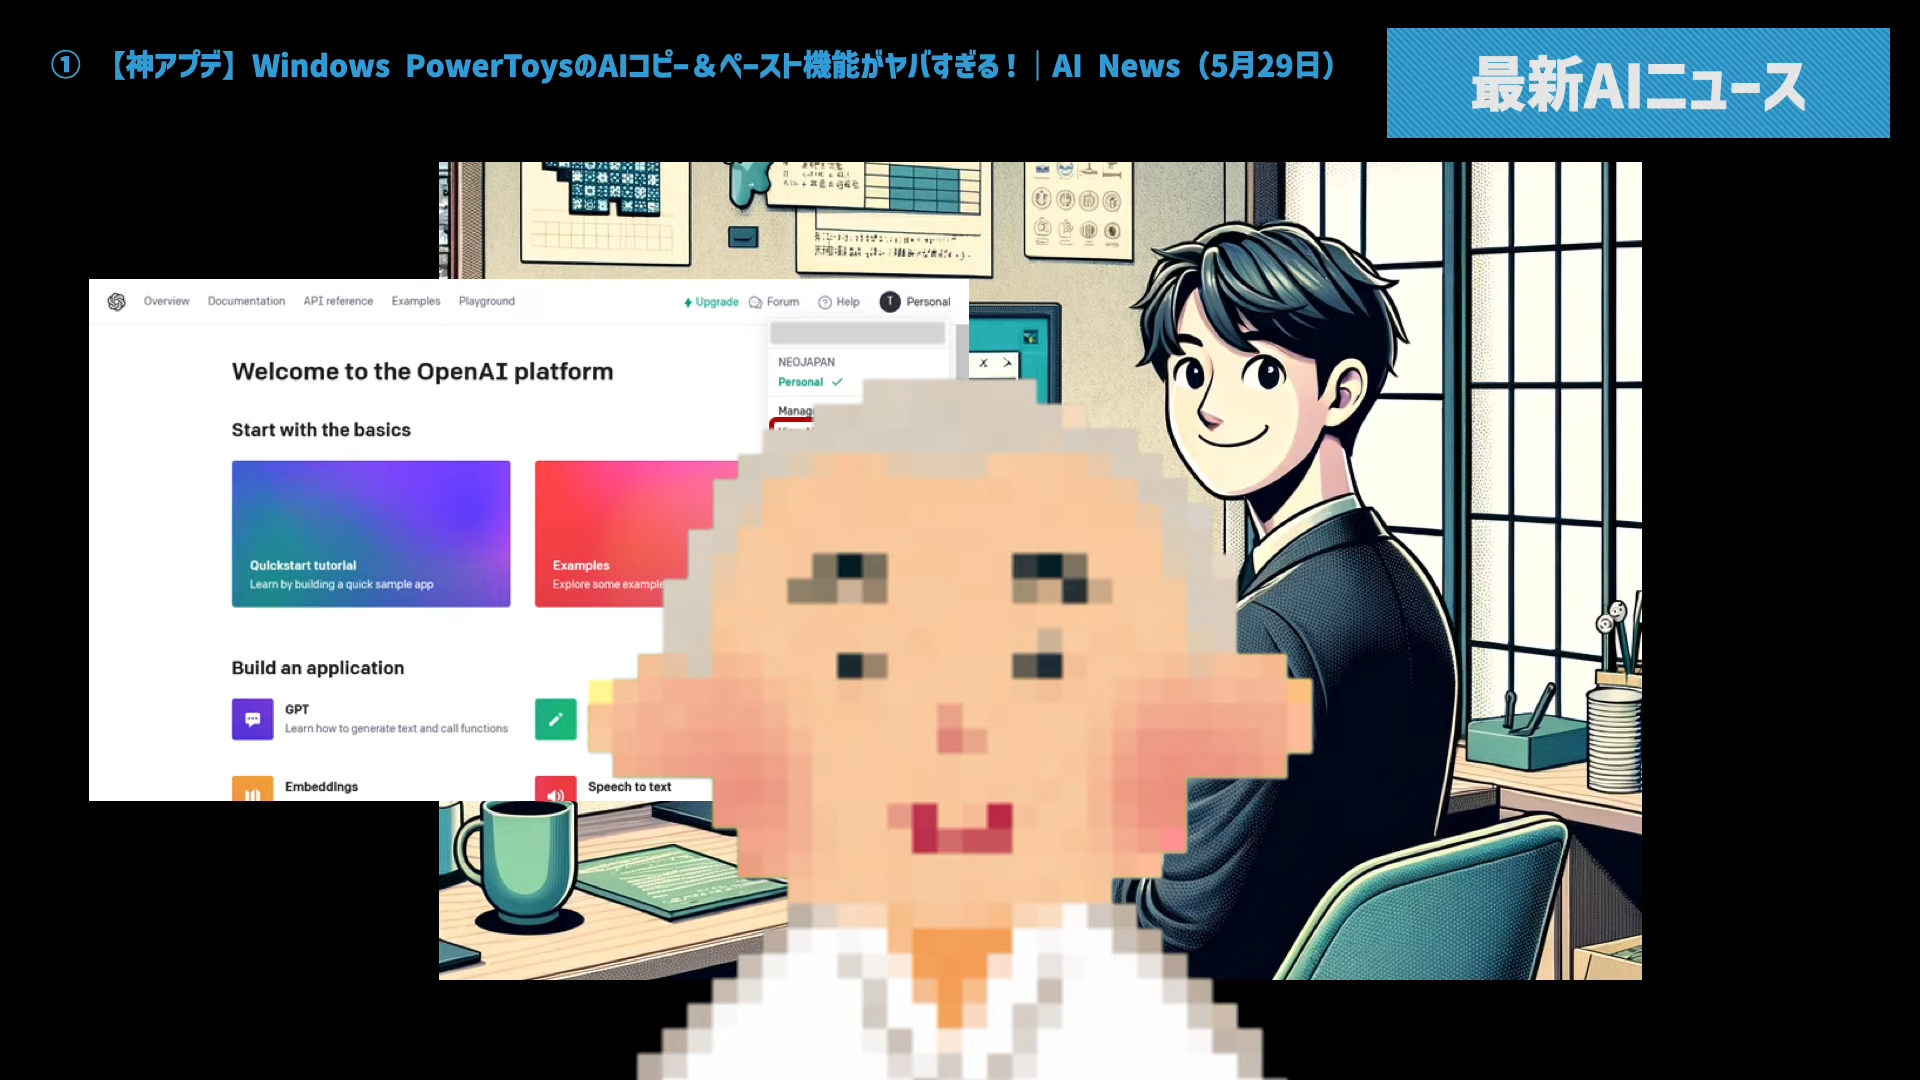 ① 【神アプデ】Windows PowerToysのAIコピー＆ペースト機能がヤバすぎる！｜AI News（5月29日）
最新AIニュース
Overview Documentation API reference Examples Playground Upgrade Forum Help T Personal
NEOJAPAN
Personal
Manag
Welcome to the OpenAI platform
Start with the basics
Quickstart tutorial
Learn by building a quick sample app
Examples
Explore some example
Build an application
GPT
Learn how to generate text and call functions
Embeddings
Speech to text